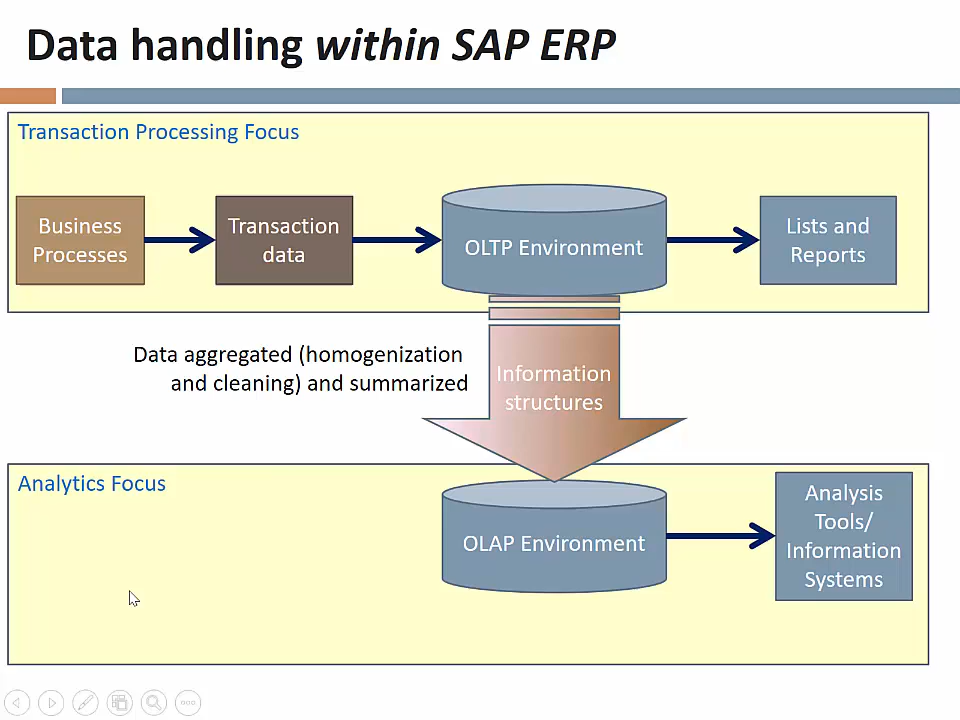 Data handling within SAP ERP
Transaction Processing Focus
Business
Processes
Transaction
data
OLTP Environment
Lists and
Reports
Data aggregated (homogenization
and cleaning) and summarized
Information
structures
Analytics Focus
OLAP Environment
Analysis
Tools/
Information
Systems